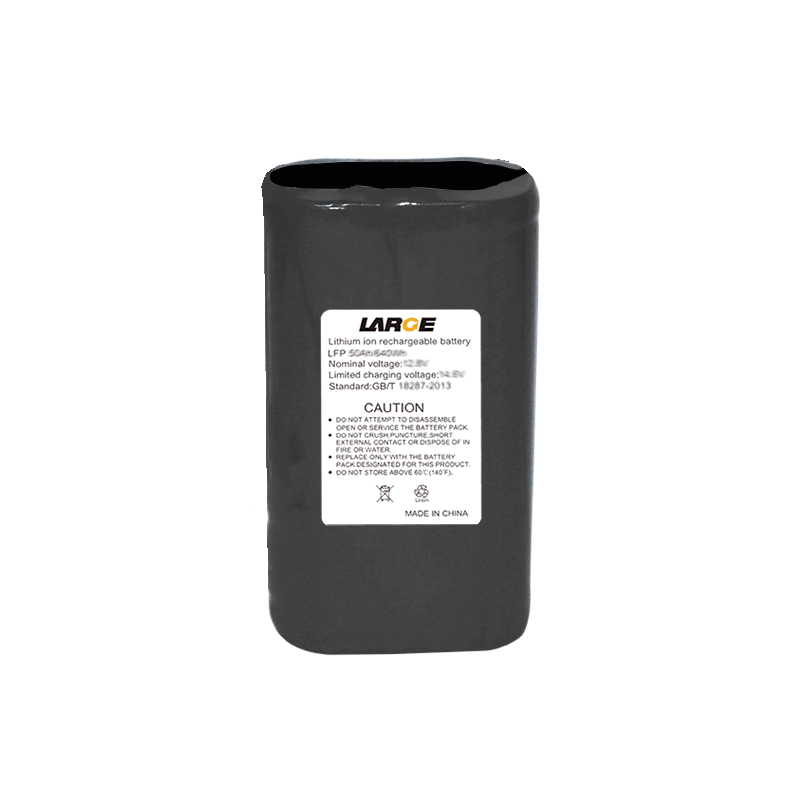 LARGE
Lithium ion rechargeable battery
LFP 50Ah/640Wh
Nominal voltage:12.8V
Limited charging voltage:14.6V
Standard:GB/T 18287-2013
CAUTION
● DO NOT ATTEMPT TO DISASSEMBLE
OPEN OR SERVICE THE BATTERY PACK.
● DO NOT CRUSH,PUNCTURE,SHORT
EXTERNAL CONTACT OR DISPOSE OF IN
FIRE OR WATER.
● REPLACE ONLY WITH THE BATTERY
PACK DESIGNATED FOR THIS PRODUCT.
● DO NOT STORE ABOVE 60℃(140℉).
Li-ion
MADE IN CHINA